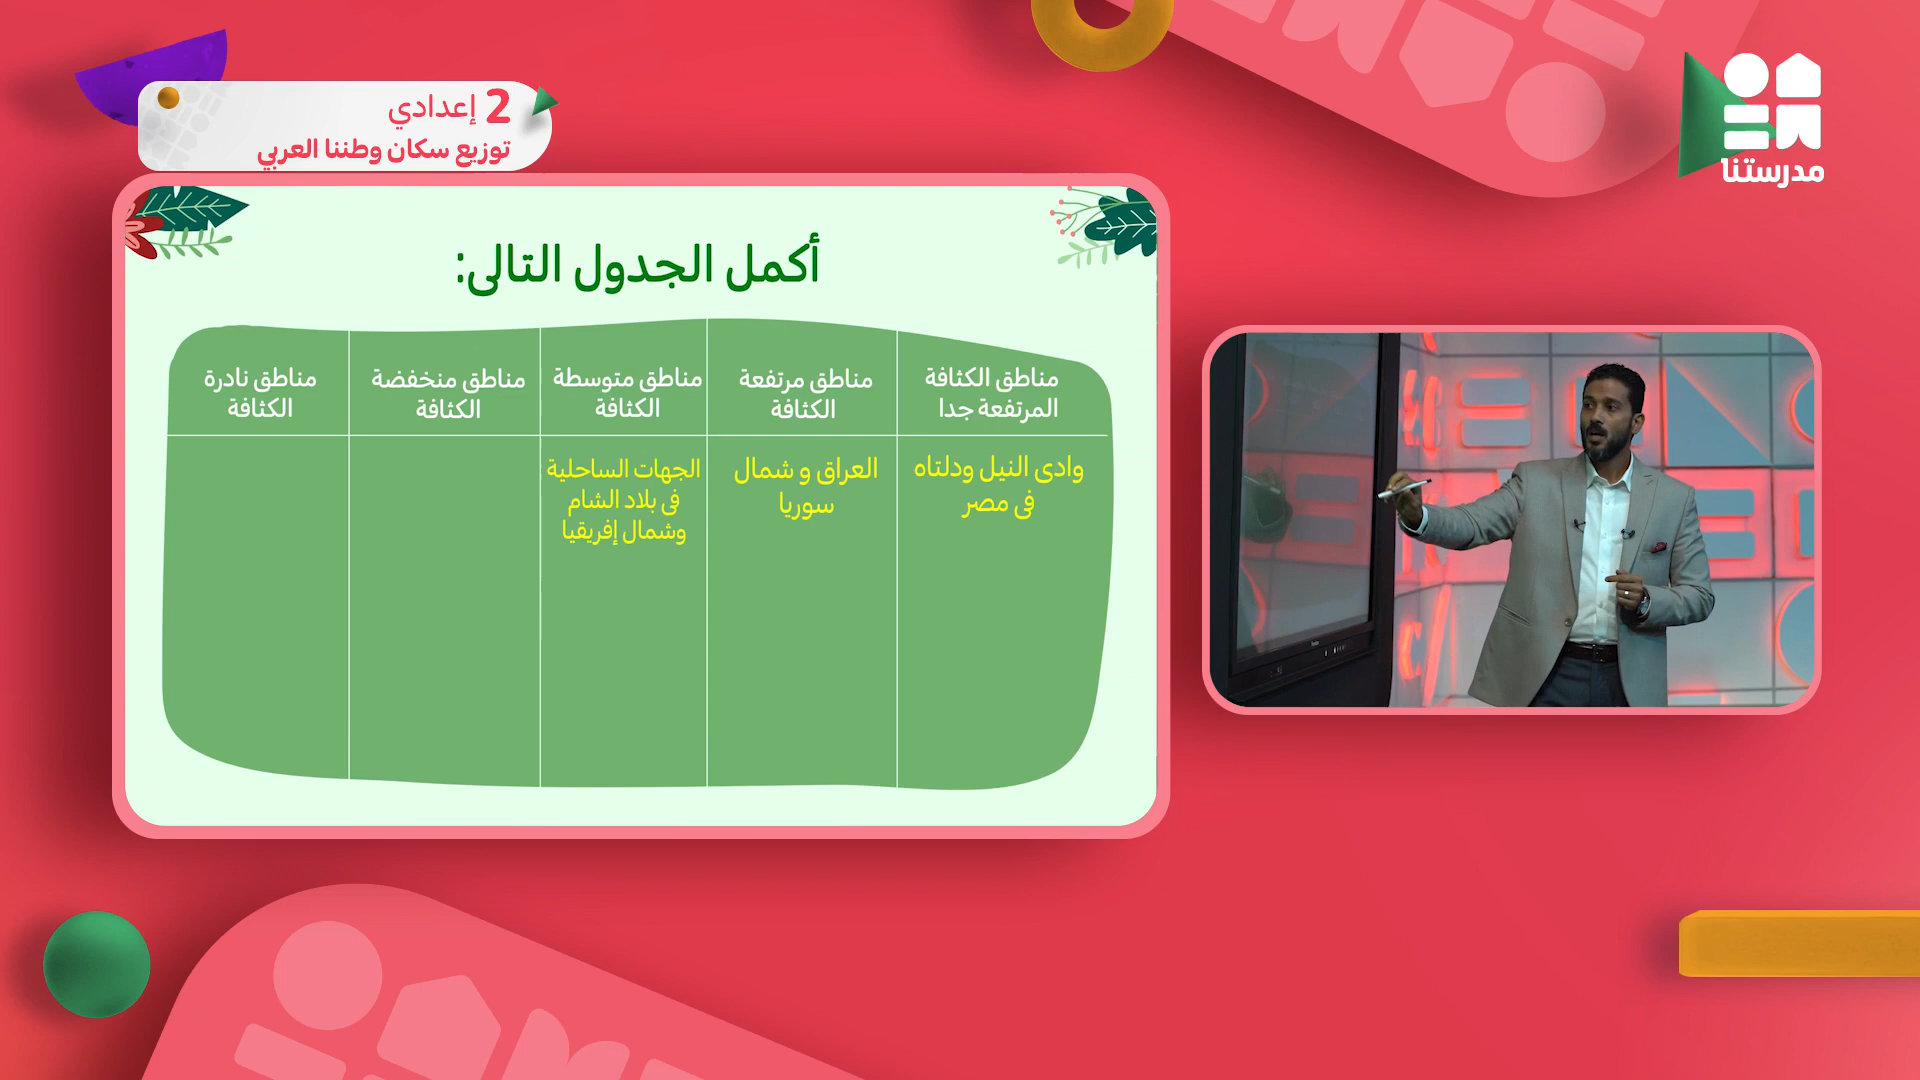 2 إعدادي
توزيع سكان وطننا العربي
مدرستنا
أكمل الجدول التالى:
مناطق الكثافة
المرتفعة جدا
مناطق مرتفعة
الكثافة
مناطق متوسطة
الكثافة
مناطق منخفضة
الكثافة
مناطق نادرة
الكثافة
وادى النيل ودلتاه
فى مصر
العراق و شمال
سوريا
الجهات الساحلية
فى بلاد الشام
وشمال إفريقيا